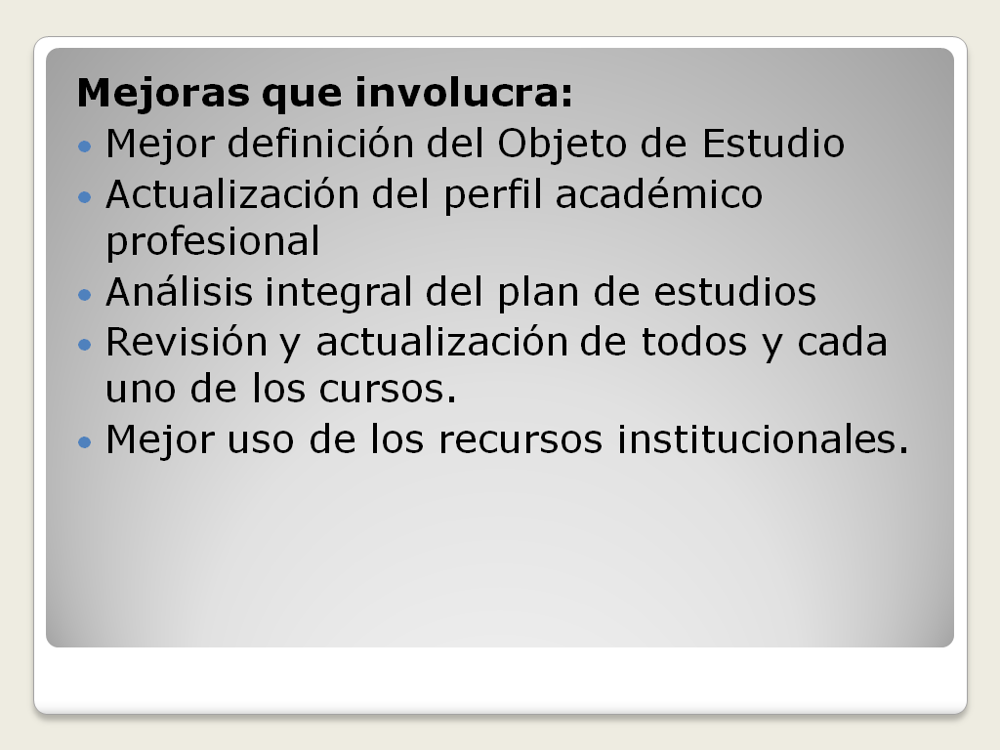 Mejoras que involucra:
• Mejor definición del Objeto de Estudio
• Actualización del perfil académico
profesional
• Análisis integral del plan de estudios
• Revisión y actualización de todos y cada
uno de los cursos.
• Mejor uso de los recursos institucionales.